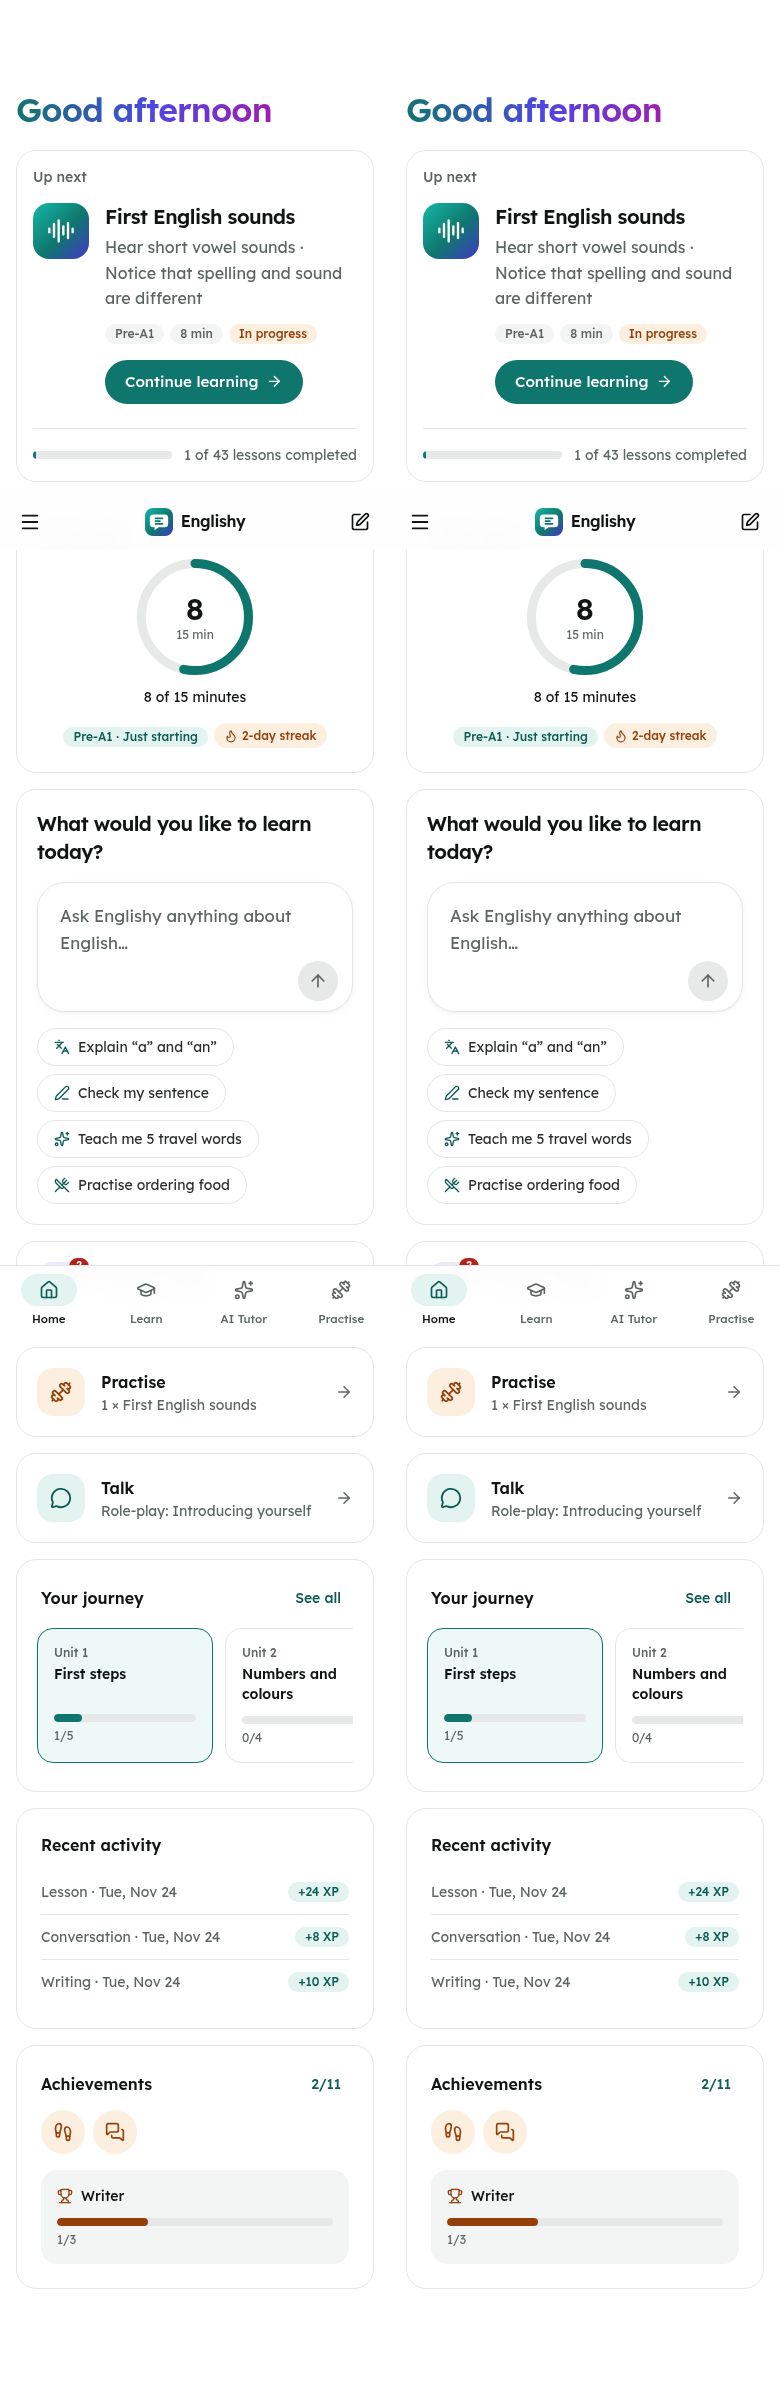 Good afternoon
Up next
First English sounds
Hear short vowel sounds ·
Notice that spelling and sound
are different
Pre-A1 8 min In progress
Continue learning
1 of 43 lessons completed
Englishy
8
15 min
8 of 15 minutes
Pre-A1 · Just starting 2-day streak
What would you like to learn
today?
Ask Englishy anything about
English...
Explain “a” and “an”
Check my sentence
Teach me 5 travel words
Practise ordering food
Home Learn AI Tutor Practise
Practise
1 × First English sounds
Talk
Role-play: Introducing yourself
Your journey See all
Unit 1
First steps
1/5
Unit 2
Numbers and
colours
0/4
Recent activity
Lesson · Tue, Nov 24 +24 XP
Conversation · Tue, Nov 24 +8 XP
Writing · Tue, Nov 24 +10 XP
Achievements 2/11
Writer
1/3
Good afternoon
Up next
First English sounds
Hear short vowel sounds ·
Notice that spelling and sound
are different
Pre-A1 8 min In progress
Continue learning
1 of 43 lessons completed
Englishy
8
15 min
8 of 15 minutes
Pre-A1 · Just starting 2-day streak
What would you like to learn
today?
Ask Englishy anything about
English...
Explain “a” and “an”
Check my sentence
Teach me 5 travel words
Practise ordering food
Home Learn AI Tutor Practise
Practise
1 × First English sounds
Talk
Role-play: Introducing yourself
Your journey See all
Unit 1
First steps
1/5
Unit 2
Numbers and
colours
0/4
Recent activity
Lesson · Tue, Nov 24 +24 XP
Conversation · Tue, Nov 24 +8 XP
Writing · Tue, Nov 24 +10 XP
Achievements 2/11
Writer
1/3